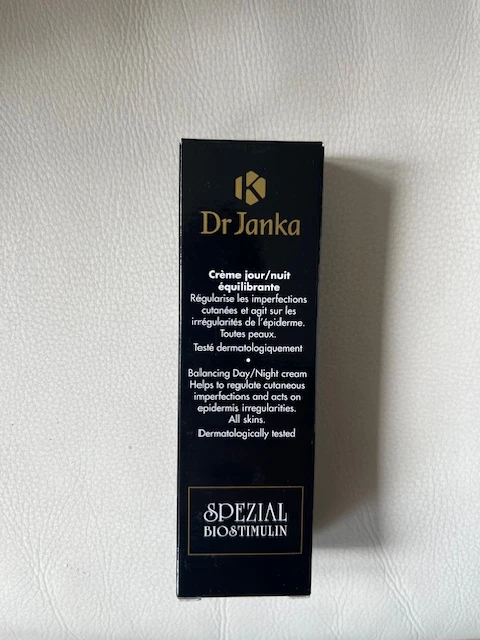 K
Dr Janka
Crème jour/nuit
équilibrante
Régularise les imperfections
cutanées et agit sur les
irrégularités de l'épiderme.
Toutes peaux.
Testé dermatologiquement
•
Balancing Day/Night cream
Helps to regulate cutaneous
imperfections and acts on
epidermis irregularities.
All skins.
Dermatologically tested
SPEZIAL
BIOSTIMULIN